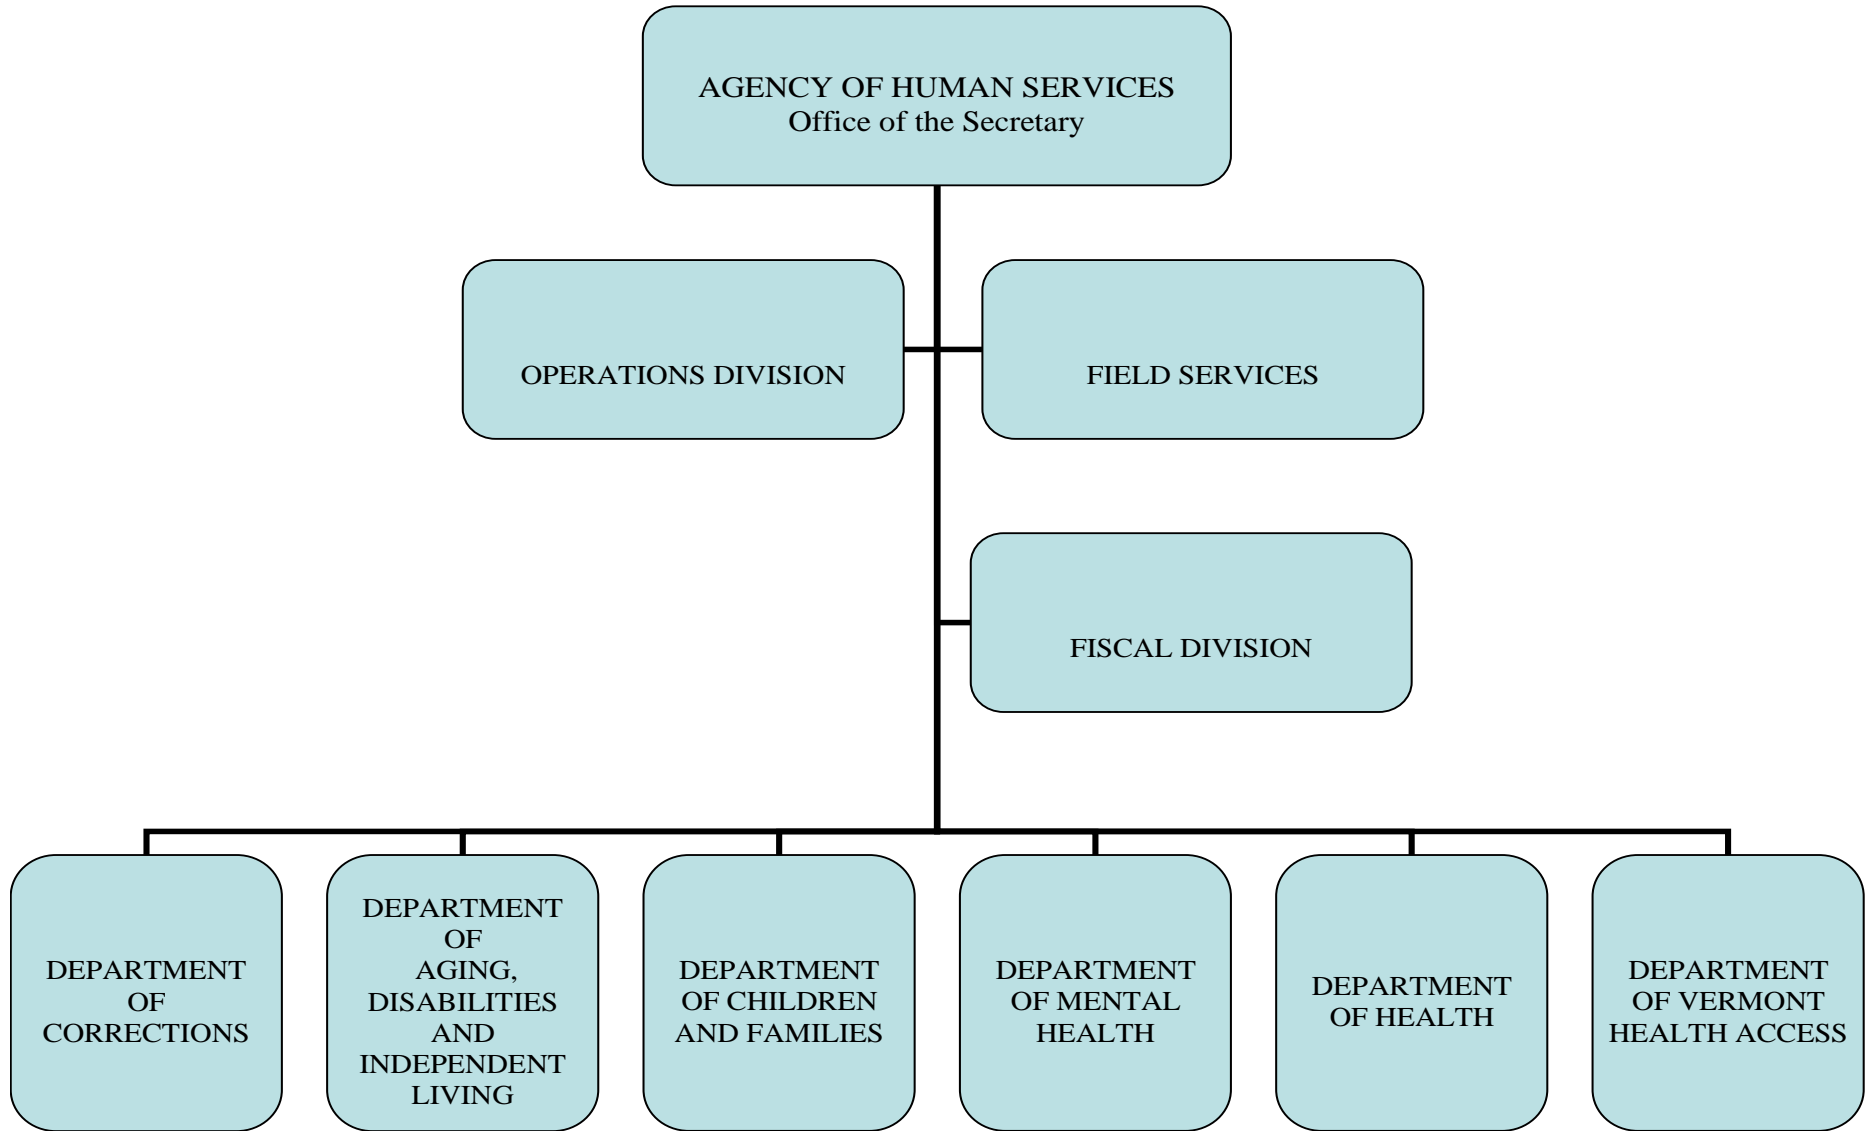 AGENCY OF HUMAN SERVICES
Office of the Secretary
OPERATIONS DIVISION
FIELD SERVICES
FISCAL DIVISION
DEPARTMENT
OF
CORRECTIONS
DEPARTMENT
OF
AGING,
DISABILITIES
AND
INDEPENDENT
LIVING
DEPARTMENT
OF CHILDREN
AND FAMILIES
DEPARTMENT
OF MENTAL
HEALTH
DEPARTMENT
OF HEALTH
DEPARTMENT
OF VERMONT
HEALTH ACCESS